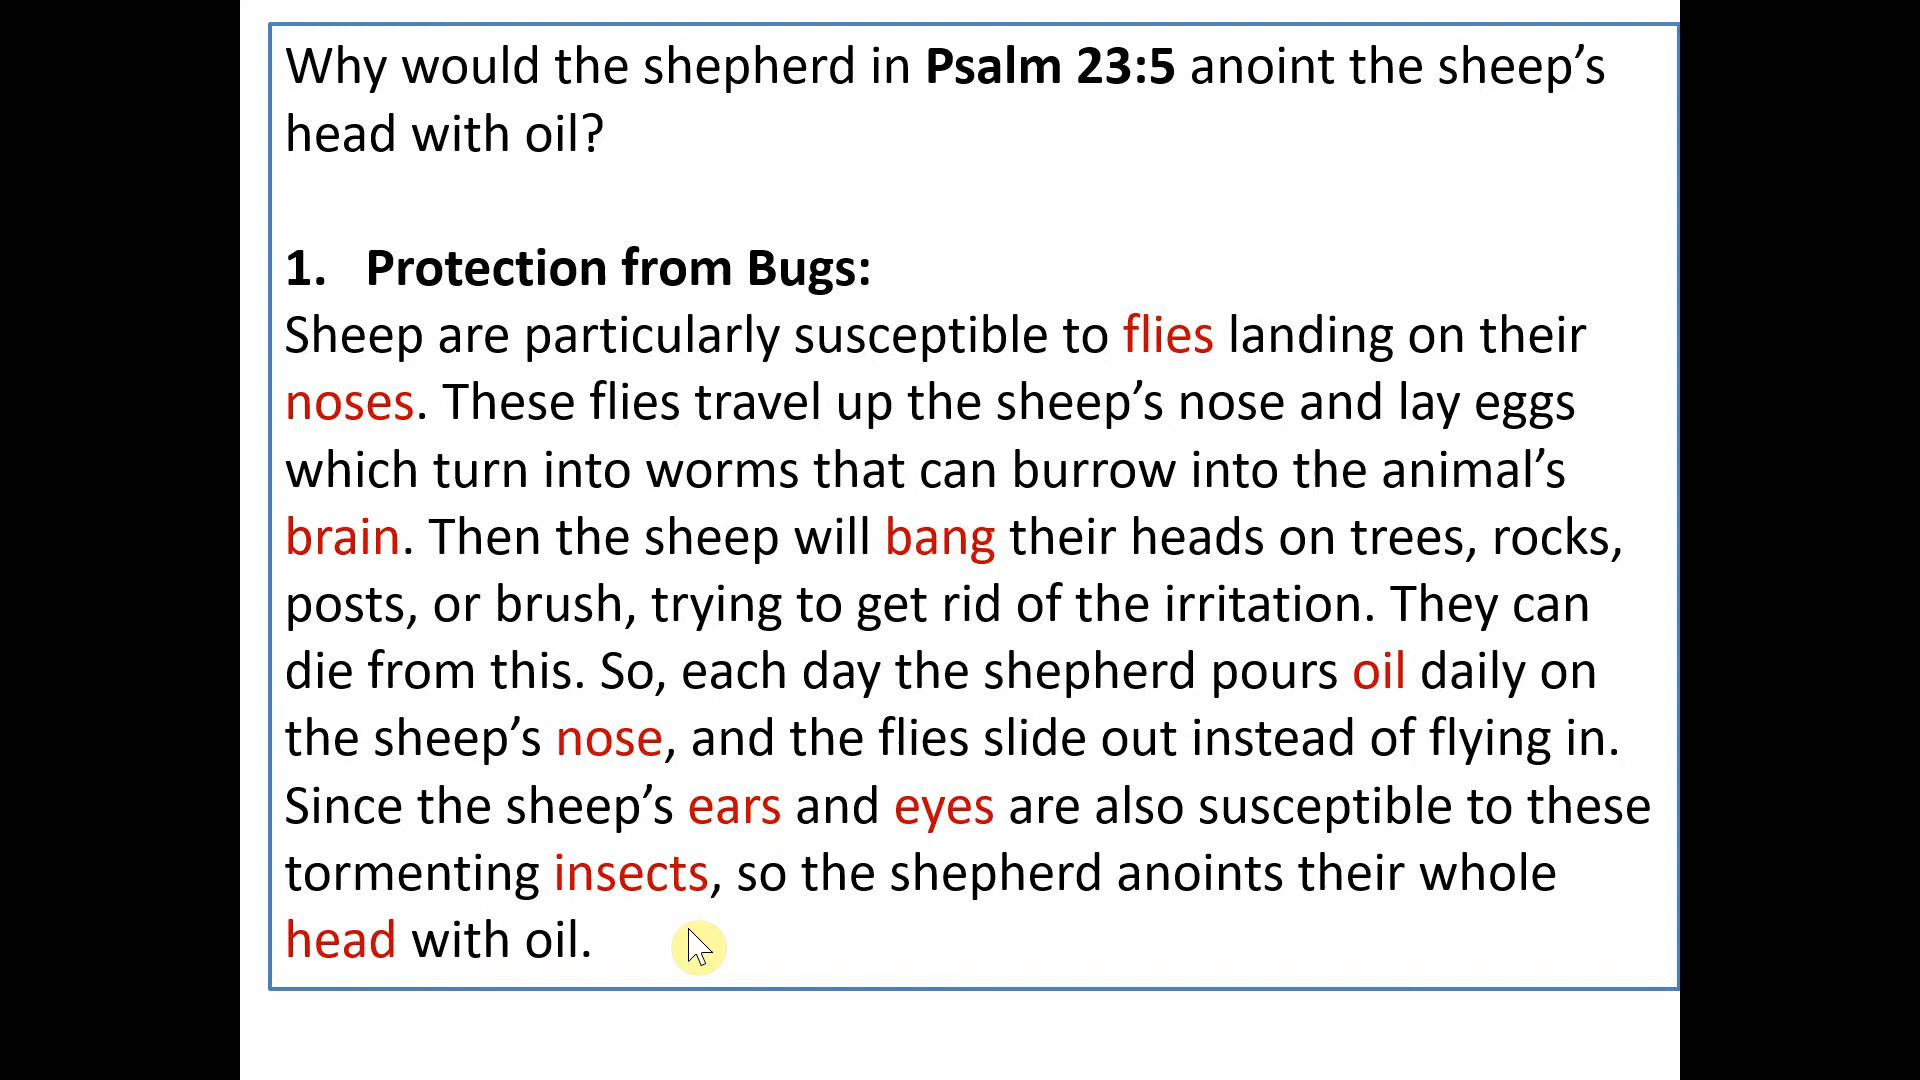 Why would the shepherd in Psalm 23:5 anoint the sheep’s
head with oil?
1. Protection from Bugs:
Sheep are particularly susceptible to flies landing on their
noses. These flies travel up the sheep’s nose and lay eggs
which turn into worms that can burrow into the animal’s
brain. Then the sheep will bang their heads on trees, rocks,
posts, or brush, trying to get rid of the irritation. They can
die from this. So, each day the shepherd pours oil daily on
the sheep’s nose, and the flies slide out instead of flying in.
Since the sheep’s ears and eyes are also susceptible to these
tormenting insects, so the shepherd anoints their whole
head with oil.